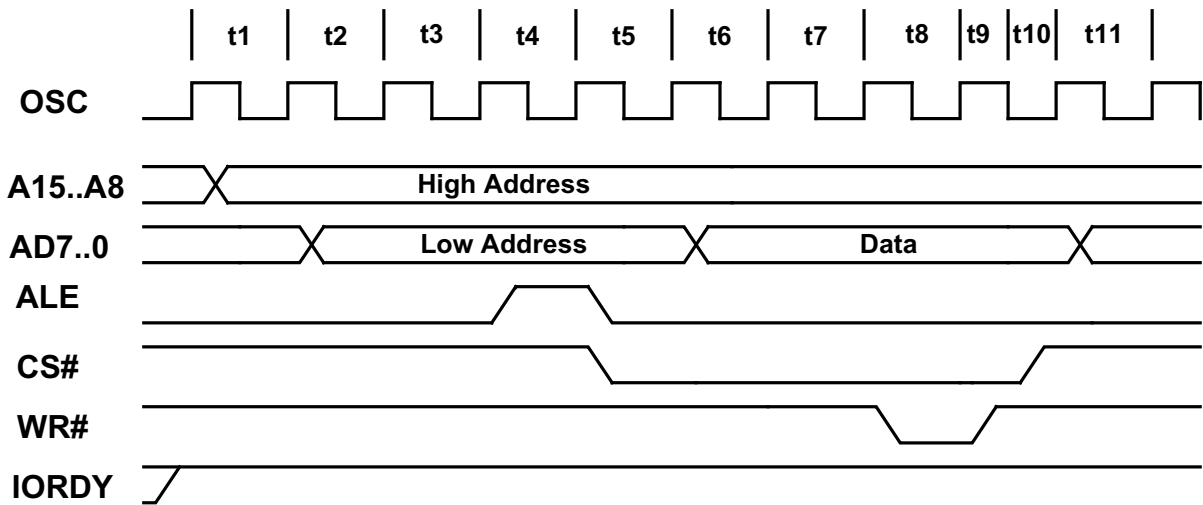 t1 t2 t3 t4 t5 t6 t7 t8 t9 t10 t11
OSC
A15..A8 High Address
AD7..0 Low Address Data
ALE
CS#
WR#
IORDY